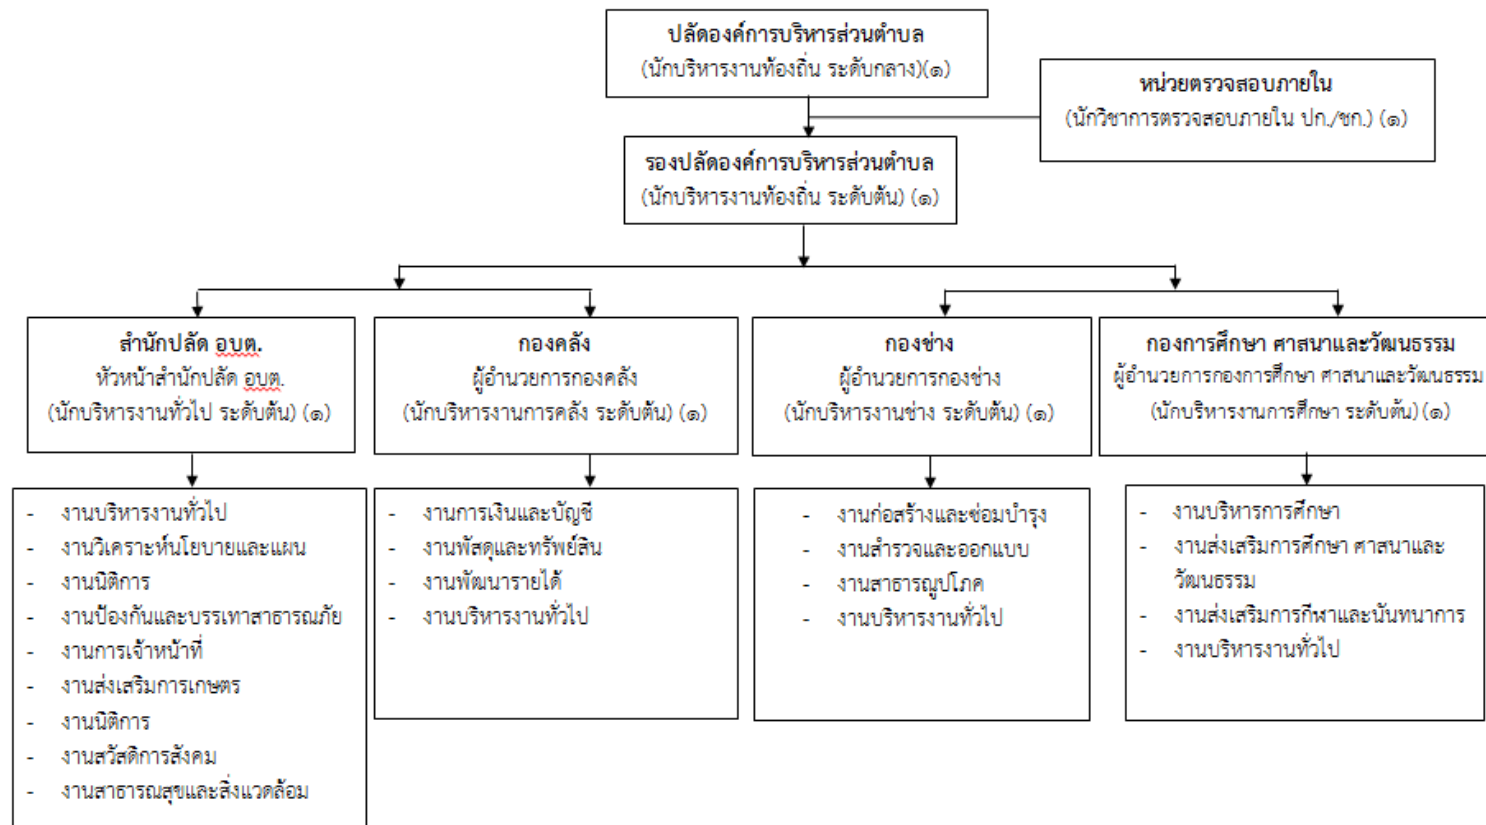 ปลัดองค์การบริหารส่วนตำบล
(นักบริหารงานท้องถิ่น ระดับกลาง)(๑)
หน่วยตรวจสอบภายใน
(นักวิชาการตรวจสอบภายใน ปก./ชก.) (๑)
รองปลัดองค์การบริหารส่วนตำบล
(นักบริหารงานท้องถิ่น ระดับต้น) (๑)
สำนักปลัด อบต.
หัวหน้าสำนักปลัด อบต.
(นักบริหารงานทั่วไป ระดับต้น) (๑)
กองคลัง
ผู้อำนวยการกองคลัง
(นักบริหารงานการคลัง ระดับต้น) (๑)
กองช่าง
ผู้อำนวยการกองช่าง
(นักบริหารงานช่าง ระดับต้น) (๑)
กองการศึกษา ศาสนาและวัฒนธรรม
ผู้อำนวยการกองการศึกษา ศาสนาและวัฒนธรรม
(นักบริหารงานการศึกษา ระดับต้น) (๑)
- งานบริหารงานทั่วไป
- งานวิเคราะห์นโยบายและแผน
- งานนิติการ
- งานป้องกันและบรรเทาสาธารณภัย
- งานการเจ้าหน้าที่
- งานส่งเสริมการเกษตร
- งานนิติการ
- งานสวัสดิการสังคม
- งานสาธารณสุขและสิ่งแวดล้อม
- งานการเงินและบัญชี
- งานพัสดุและทรัพย์สิน
- งานพัฒนารายได้
- งานบริหารงานทั่วไป
- งานก่อสร้างและซ่อมบำรุง
- งานสำรวจและออกแบบ
- งานสาธารณูปโภค
- งานบริหารงานทั่วไป
- งานบริหารการศึกษา
- งานส่งเสริมการศึกษา ศาสนาและ
วัฒนธรรม
- งานส่งเสริมการกีฬาและนันทนาการ
- งานบริหารงานทั่วไป